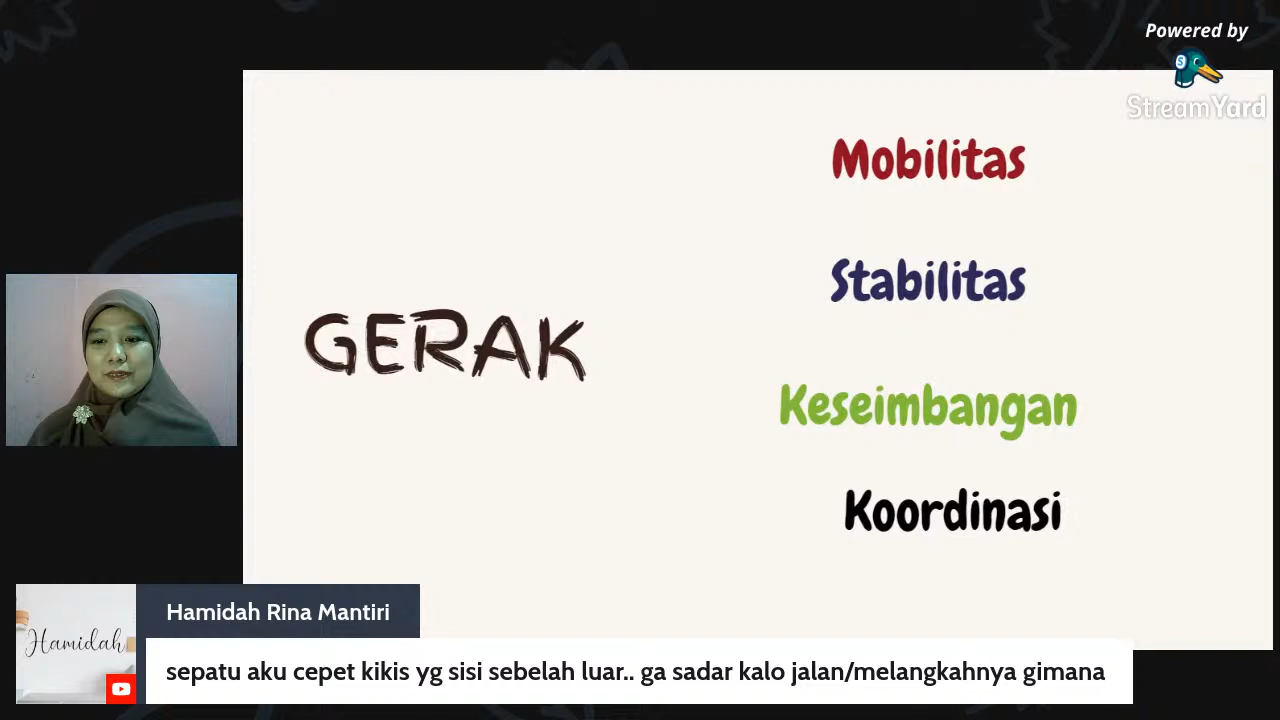 Powered by
StreamYard
Mobilitas
Stabilitas
GERAK
Keseimbangan
Koordinasi
Hamidah
Hamidah Rina Mantiri
sepatu aku cepet kikis yg sisi sebelah luar.. ga sadar kalo jalan/melangkahnya gimana